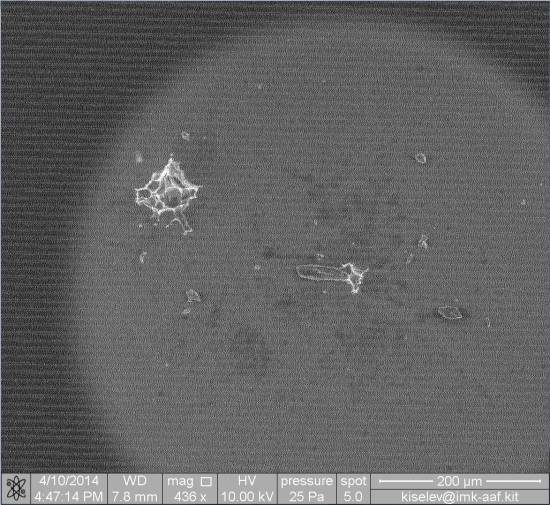 4/10/2014 WD mag HV pressure spot 200 µm
4:47:14 PM 7.8 mm 436 x 10.00 kV 25 Pa 5.0 kiselev@imk-aaf.kit